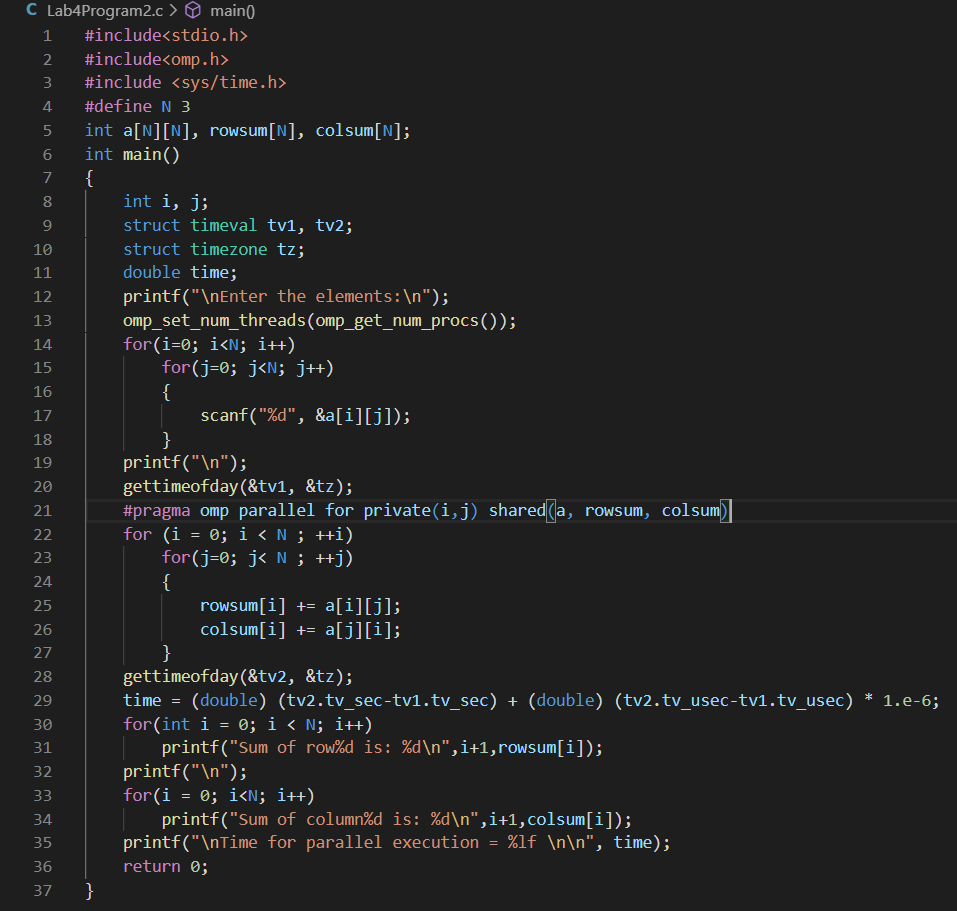 C Lab4Program2.c > main()
1 #include<stdio.h>
2 #include<omp.h>
3 #include <sys/time.h>
4 #define N 3
5 int a[N][N], rowsum[N], colsum[N];
6 int main()
7 {
8     int i, j;
9     struct timeval tv1, tv2;
10     struct timezone tz;
11     double time;
12     printf("\nEnter the elements:\n");
13     omp_set_num_threads(omp_get_num_procs());
14     for(i=0; i<N; i++)
15         for(j=0; j<N; j++)
16         {
17             scanf("%d", &a[i][j]);
18         }
19     printf("\n");
20     gettimeofday(&tv1, &tz);
21     #pragma omp parallel for private(i,j) shared(a, rowsum, colsum)
22     for (i = 0; i < N ; ++i)
23         for(j=0; j< N ; ++j)
24         {
25             rowsum[i] += a[i][j];
26             colsum[i] += a[j][i];
27         }
28     gettimeofday(&tv2, &tz);
29     time = (double) (tv2.tv_sec-tv1.tv_sec) + (double) (tv2.tv_usec-tv1.tv_usec) * 1.e-6;
30     for(int i = 0; i < N; i++)
31         printf("Sum of row%d is: %d\n",i+1,rowsum[i]);
32     printf("\n");
33     for(i = 0; i<N; i++)
34         printf("Sum of column%d is: %d\n",i+1,colsum[i]);
35     printf("\nTime for parallel execution = %lf \n\n", time);
36     return 0;
37 }